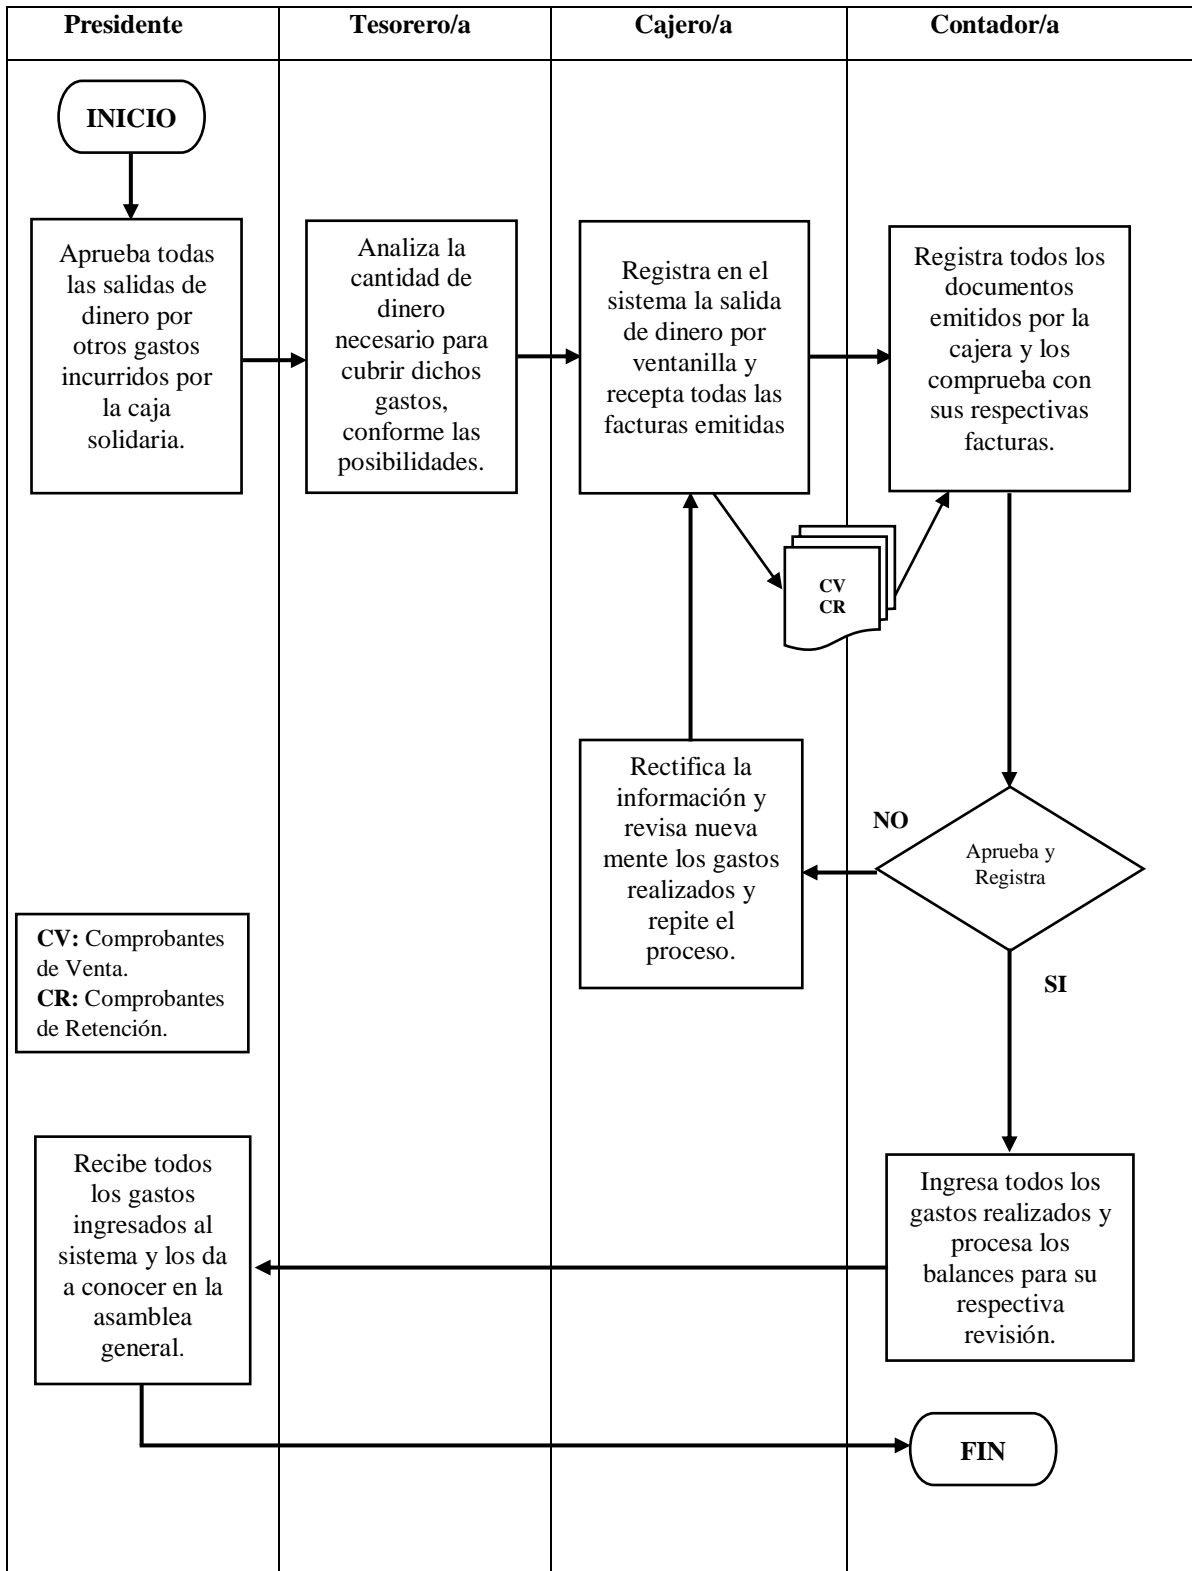 Presidente
Tesorero/a
Cajero/a
Contador/a
INICIO
Aprueba todas
las salidas de
dinero por
otros gastos
incurridos por
la caja
solidaria.
Analiza la
cantidad de
dinero
necesario para
cubrir dichos
gastos,
conforme las
posibilidades.
Registra en el
sistema la salida
de dinero por
ventanilla y
recepta todas las
facturas emitidas
Registra todos los
documentos
emitidos por la
cajera y los
comprueba con
sus respectivas
facturas.
CV
CR
Rectifica la
información y
revisa nueva
mente los gastos
realizados y
repite el
proceso.
NO
Aprueba y
Registra
SI
CV: Comprobantes
de Venta.
CR: Comprobantes
de Retención.
Recibe todos
los gastos
ingresados al
sistema y los da
a conocer en la
asamblea
general.
Ingresa todos los
gastos realizados y
procesa los
balances para su
respectiva
revisión.
FIN